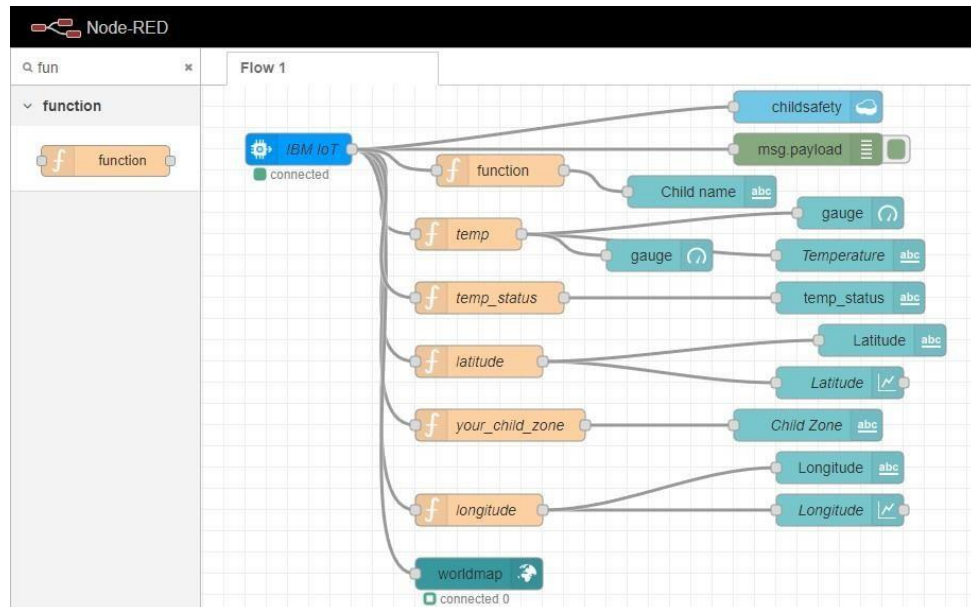 Node-RED
fun
Flow 1
function
function
childsafety
IBM IoT
connected
msg.payload
function
Child name
abc
gauge
temp
gauge
Temperature
abc
temp_status
temp_status
abc
Latitude
abc
latitude
Latitude
your_child_zone
Child Zone
abc
Longitude
abc
longitude
Longitude
worldmap
connected 0